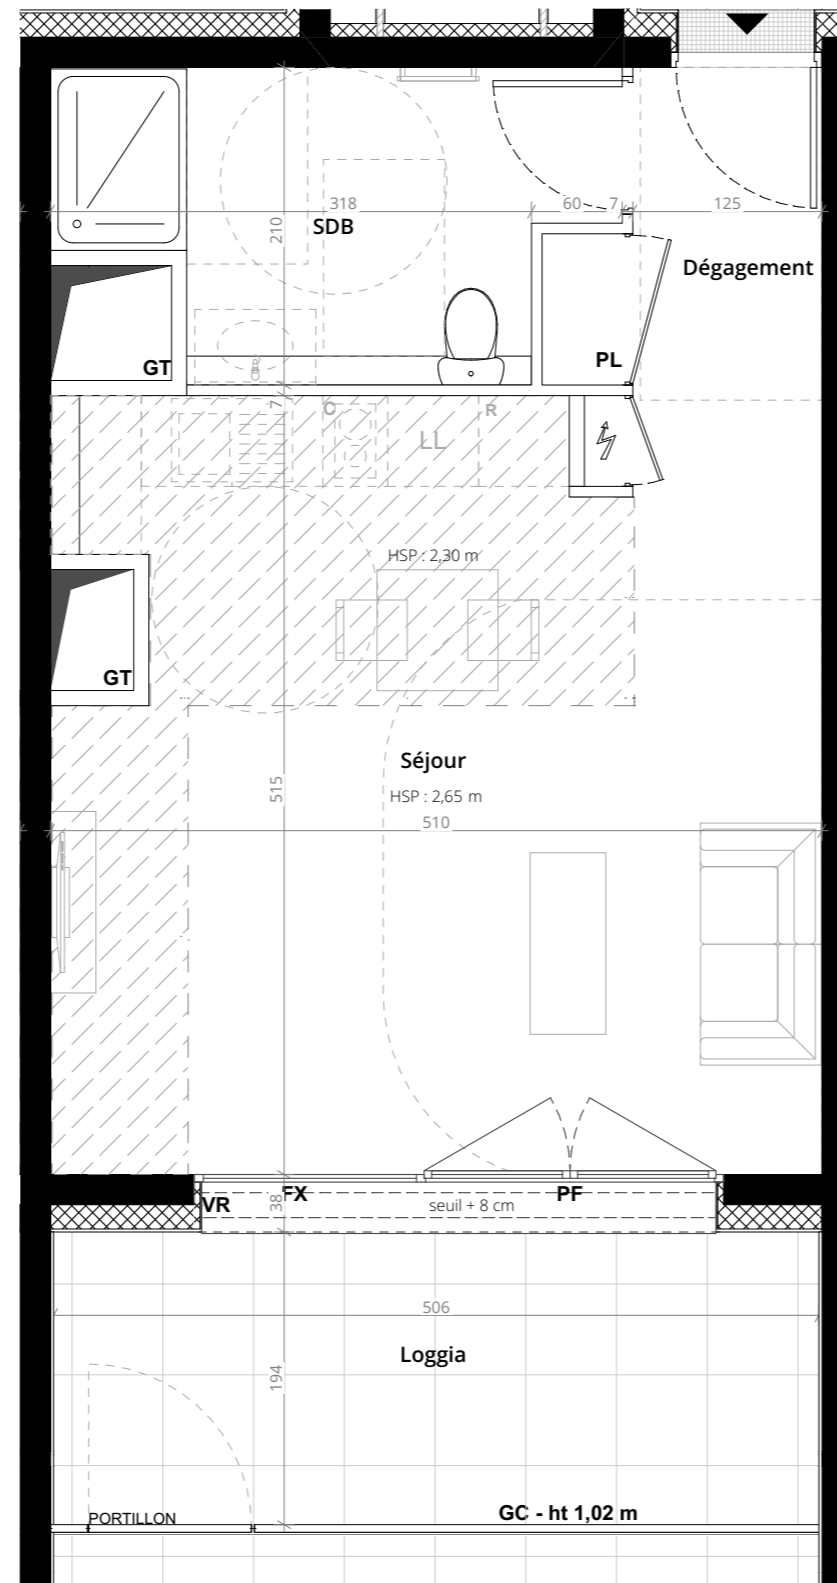 318
60
7
125
SDB
210
Dégagement
PL
GT
7
C
R
LL
HSP : 2,30 m
GT
Séjour
HSP : 2,65 m
515
510
VR
38
FX
PF
seuil + 8 cm
506
Loggia
194
PORTILLON
GC - ht 1,02 m